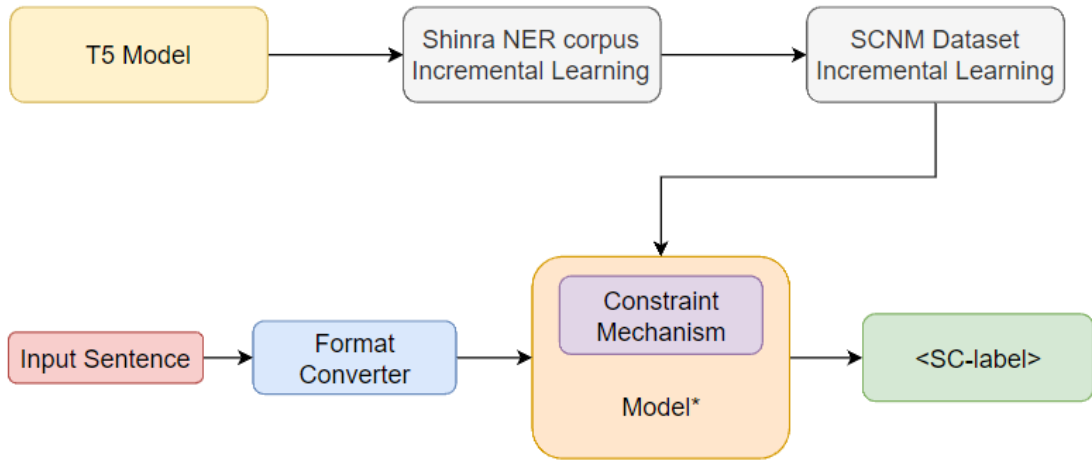 T5 Model
Shinra NER corpus
Incremental Learning
SCNM Dataset
Incremental Learning
Input Sentence
Format
Converter
Constraint
Mechanism
Model*
<SC-label>